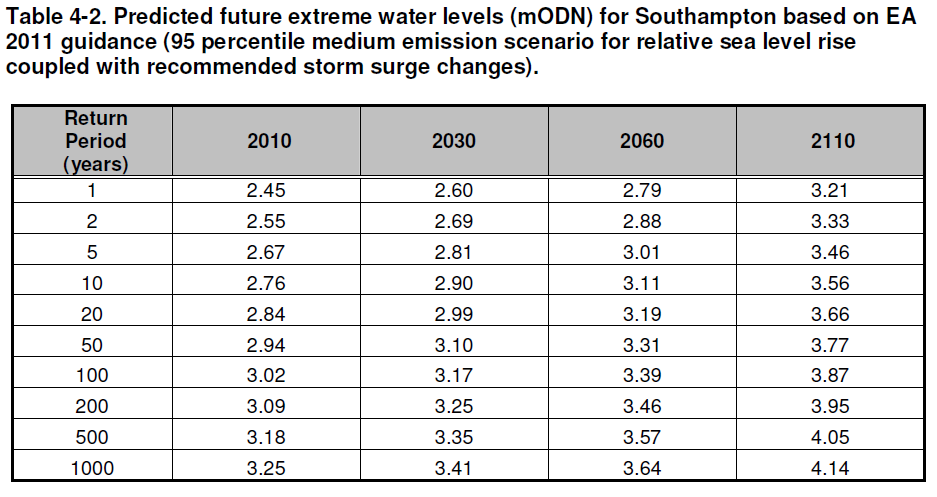 Table 4-2. Predicted future extreme water levels (mODN) for Southampton based on EA
2011 guidance (95 percentile medium emission scenario for relative sea level rise
coupled with recommended storm surge changes).
Return
Period
(years) 2010 2030 2060 2110
1 2.45 2.60 2.79 3.21
2 2.55 2.69 2.88 3.33
5 2.67 2.81 3.01 3.46
10 2.76 2.90 3.11 3.56
20 2.84 2.99 3.19 3.66
50 2.94 3.10 3.31 3.77
100 3.02 3.17 3.39 3.87
200 3.09 3.25 3.46 3.95
500 3.18 3.35 3.57 4.05
1000 3.25 3.41 3.64 4.14